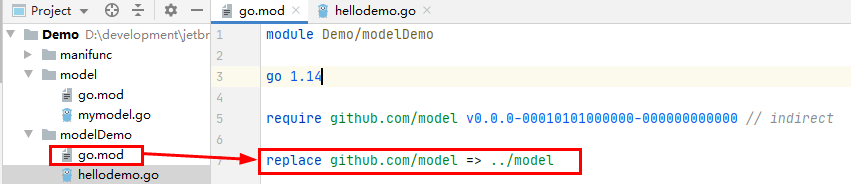 Project
go.mod
hellodemo.go
Demo D:\development\jetbr
manifunc
model
go.mod
mymodel.go
modelDemo
go.mod
hellodemo.go
1 module Demo/modelDemo
2
3 go 1.14
4
5 require github.com/model v0.0.0-00010101000000-000000000000 // indirect
6
7 replace github.com/model => ../model